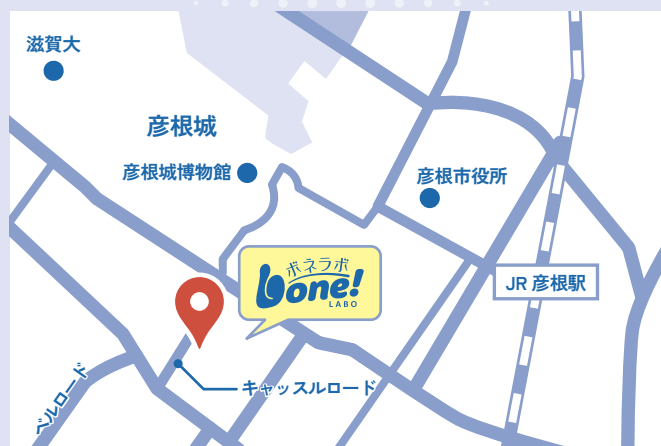 滋賀大
彦根城
彦根城博物館
彦根市役所
ボネラボ
bone!
LABO
JR 彦根駅
キャッスルロード
ベルロード